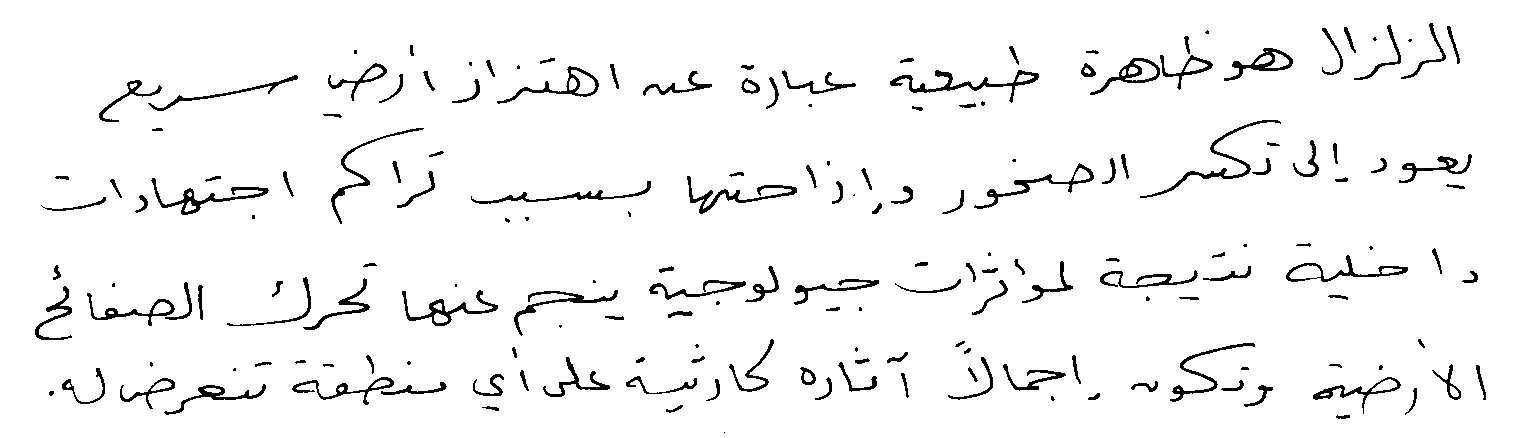 الزلزال هو ظاهرة طبيعية عبارة عن اهتزاز أرضي سريع
يعود إلى تكسر الصخور وإزاحتها بسبب تراكم اجتهادات
داخلية نتيجة لمؤثرات جيولوجية ينجم عنها تحرك الصفائح
الأرضية وتكون إجمالاً آثاره كارثية على أي منطقة تتعرض له.